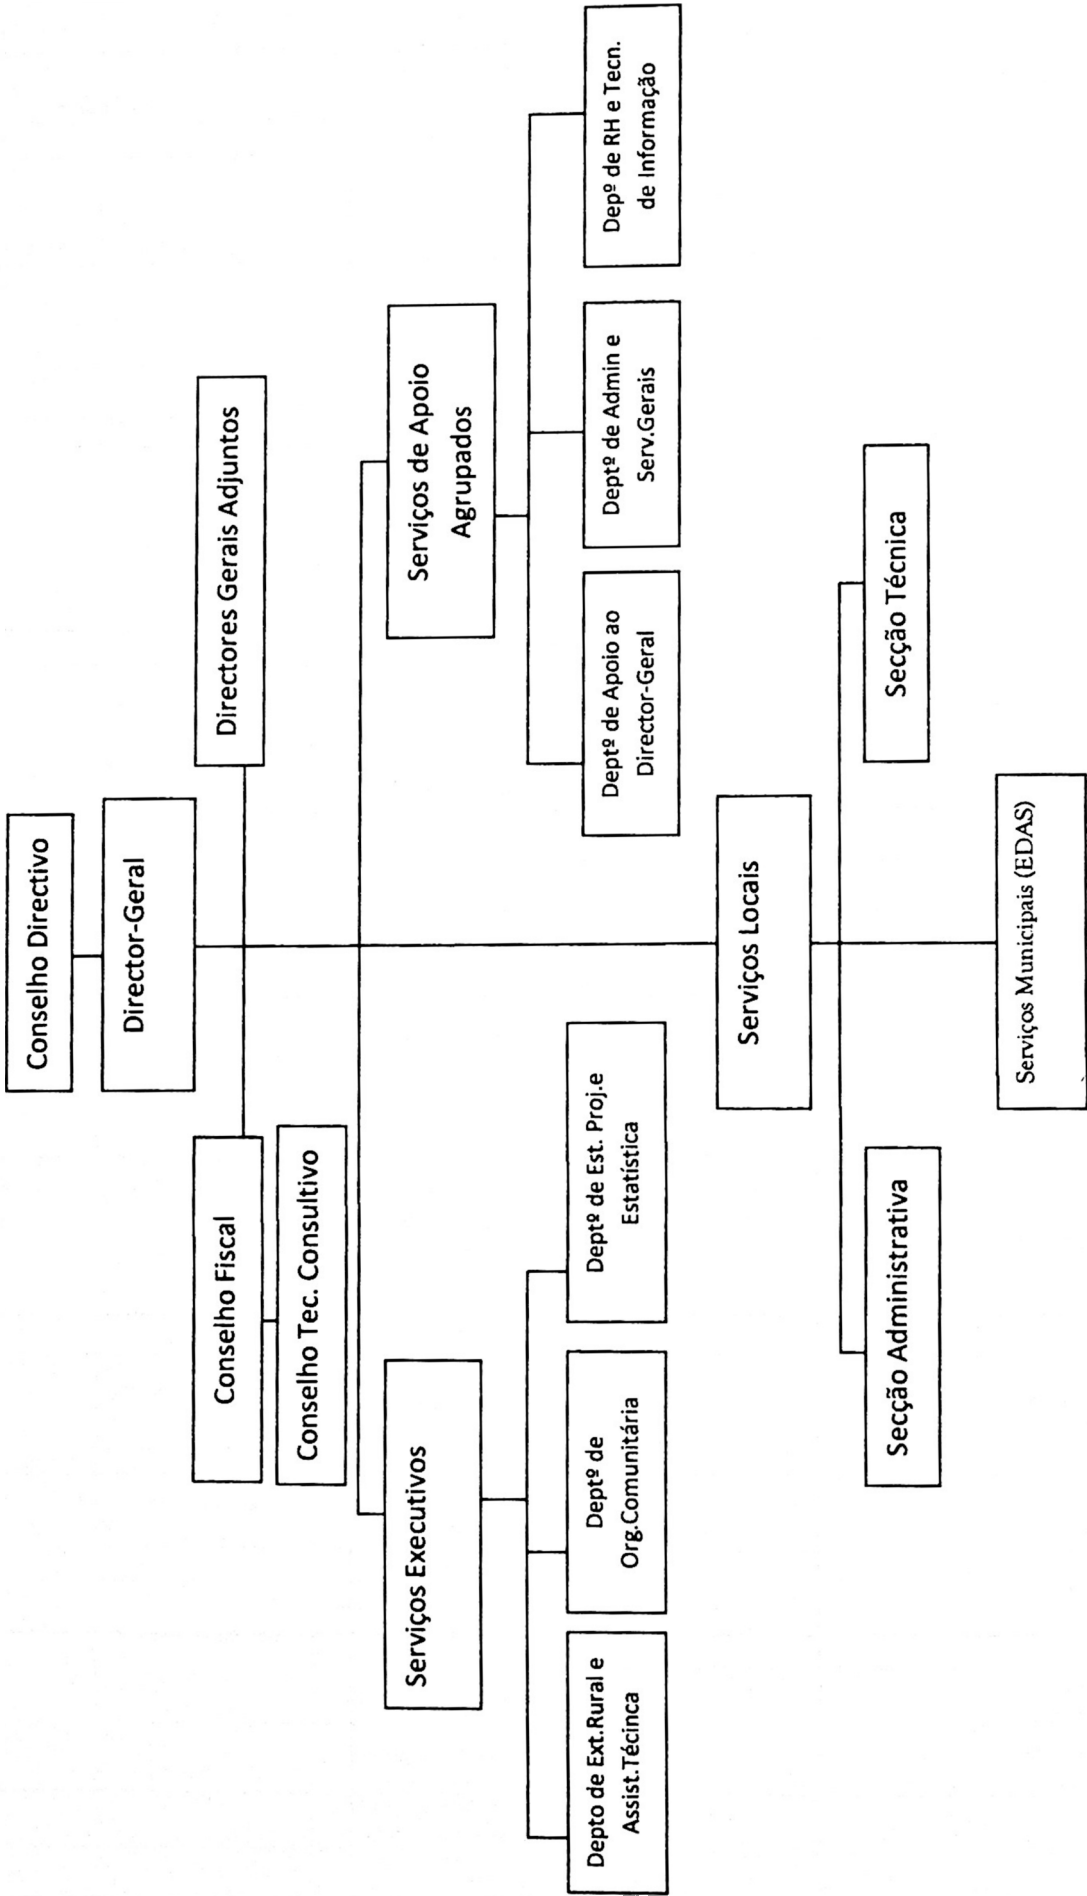 Conselho Directivo
Director-Geral
Conselho Fiscal
Directores Gerais Adjuntos
Conselho Tec. Consultivo
Serviços Executivos
Serviços de Apoio
Agrupados
Depto de Ext.Rural e
Assist.Técinca
Deptº de
Org.Comunitária
Deptº de Est. Proj.e
Estatística
Deptº de Apoio ao
Director-Geral
Deptº de Admin e
Serv.Gerais
Depº de RH e Tecn.
de Informação
Serviços Locais
Secção Administrativa
Secção Técnica
Serviços Municipais (EDAS)